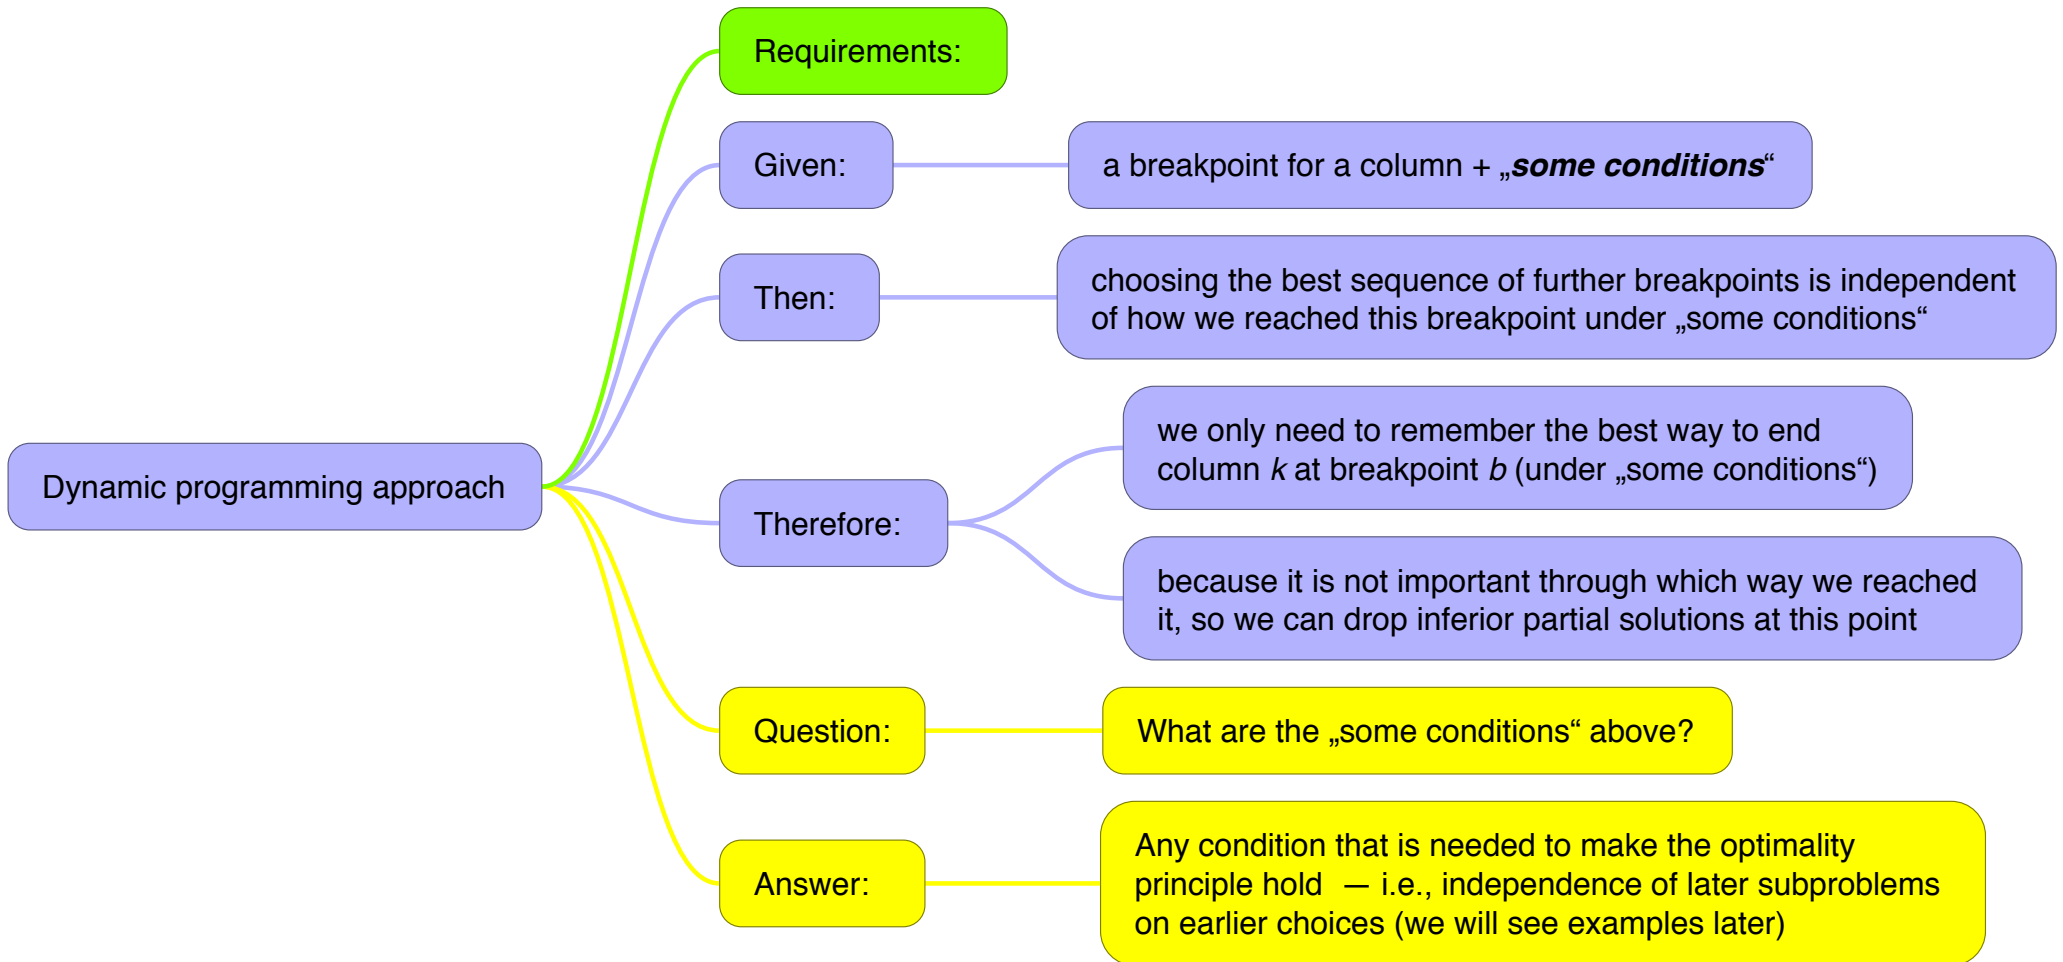 Requirements:
Given:
a breakpoint for a column + „some conditions“
Then:
choosing the best sequence of further breakpoints is independent
of how we reached this breakpoint under „some conditions“
Dynamic programming approach
Therefore:
we only need to remember the best way to end
column k at breakpoint b (under „some conditions“)
because it is not important through which way we reached
it, so we can drop inferior partial solutions at this point
Question:
What are the „some conditions“ above?
Answer:
Any condition that is needed to make the optimality
principle hold — i.e., independence of later subproblems
on earlier choices (we will see examples later)